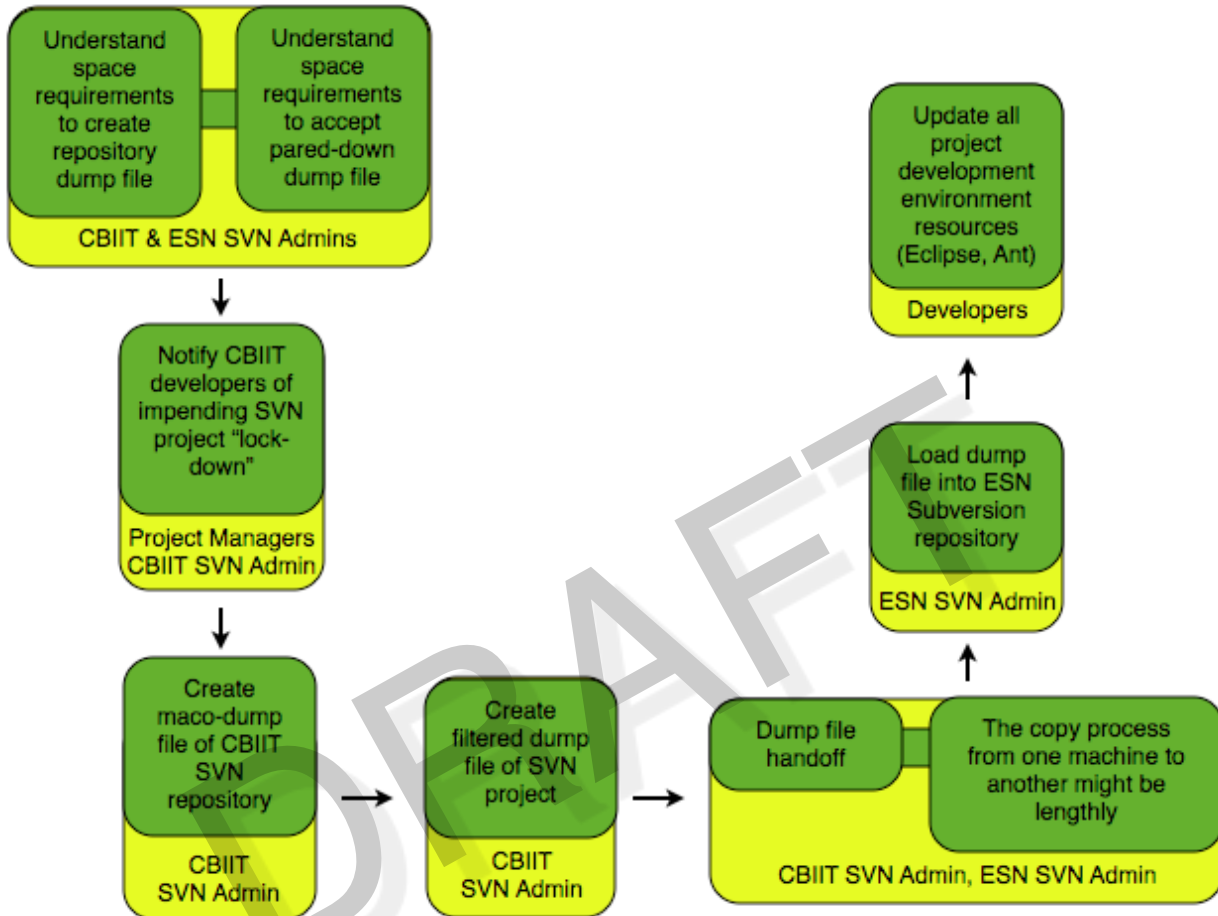 Understand
space
requirements
to create
repository
dump file
Understand
space
requirements
to accept
pared-down
dump file
CBIIT & ESN SVN Admins
Notify CBIIT
developers of
impending SVN
project “lock-
down”
Project Managers
CBIIT SVN Admin
Create
maco-dump
file of CBIIT
SVN
repository
CBIIT
SVN Admin
Create
filtered dump
file of SVN
project
CBIIT
SVN Admin
Dump file
handoff
The copy process
from one machine to
another might be
lengthly
CBIIT SVN Admin, ESN SVN Admin
Load dump
file into ESN
Subversion
repository
ESN SVN Admin
Update all
project
development
environment
resources
(Eclipse, Ant)
Developers
DRAFT